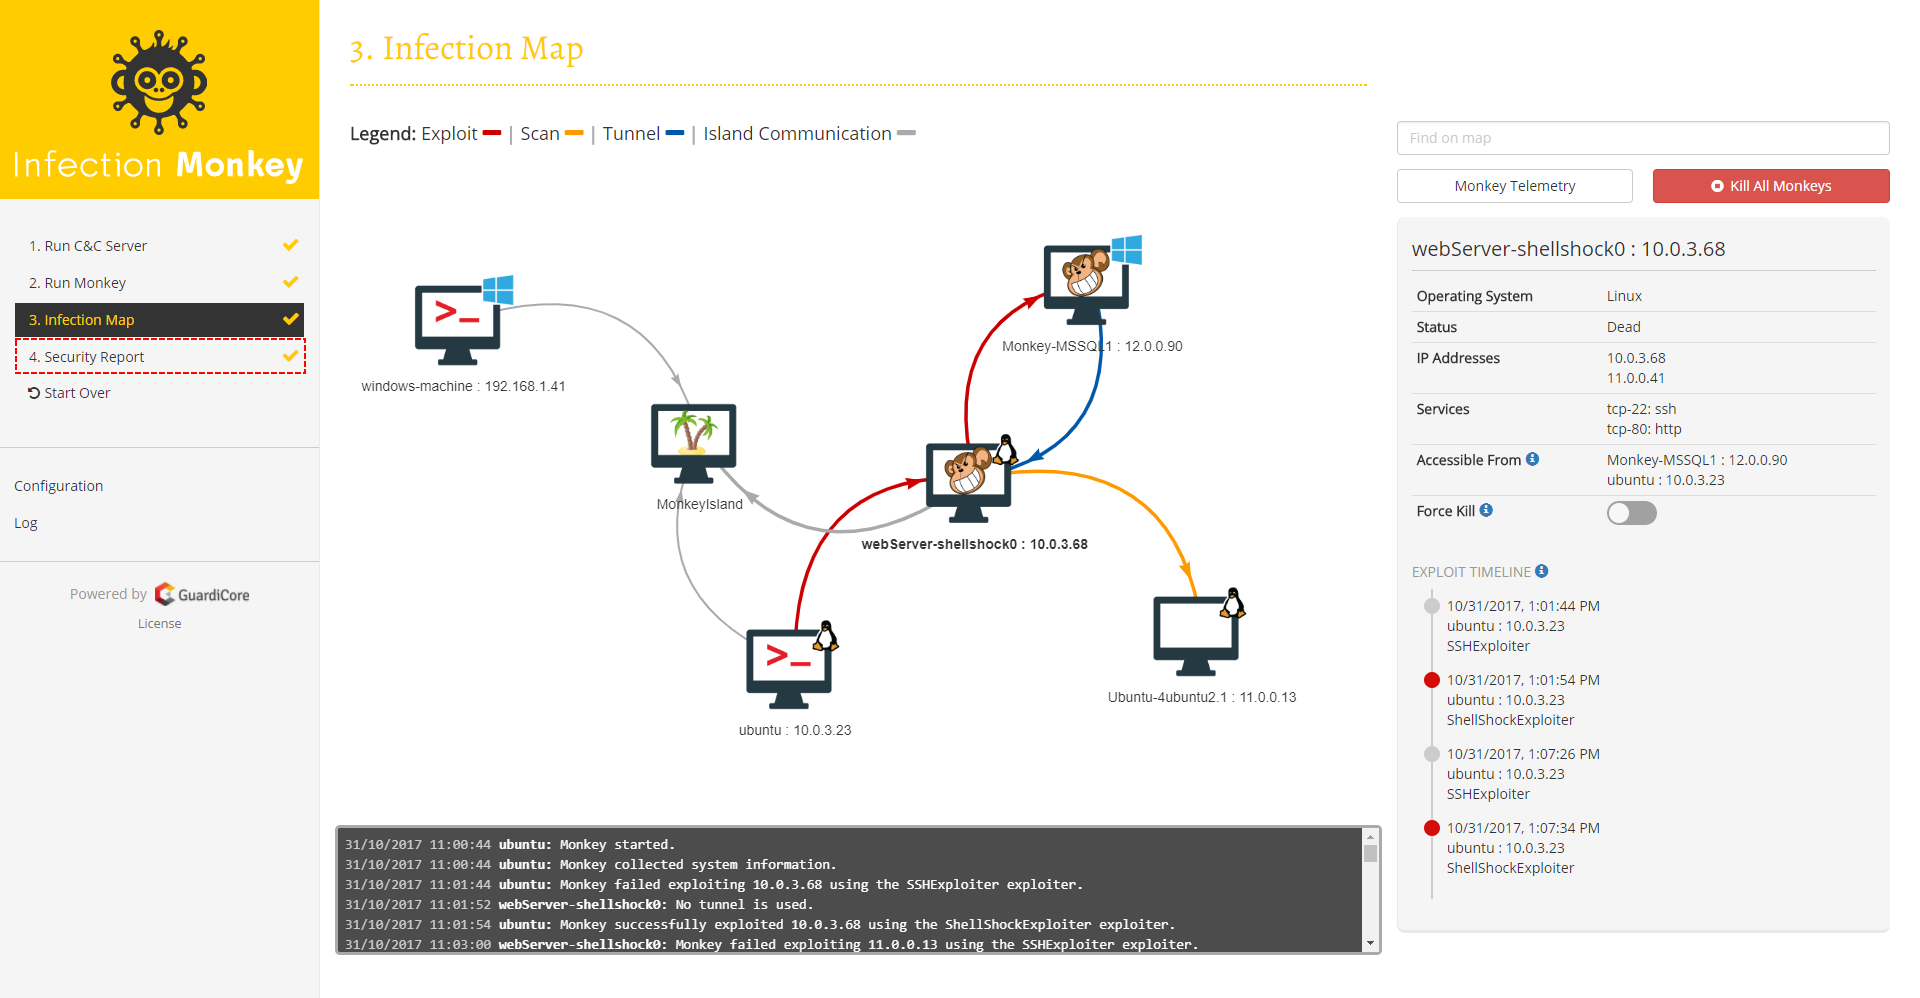 Infection Monkey
1. Run C&C Server
2. Run Monkey
3. Infection Map
4. Security Report
Start Over
Configuration
Log
Powered by GuardiCore
License
3. Infection Map
Legend: Exploit | Scan | Tunnel | Island Communication
windows-machine : 192.168.1.41
MonkeyIsland
Monkey-MSSQL1 : 12.0.0.90
webServer-shellshock0 : 10.0.3.68
ubuntu : 10.0.3.23
Ubuntu-4ubuntu2.1 : 11.0.0.13
31/10/2017 11:00:44 ubuntu: Monkey started.
31/10/2017 11:00:44 ubuntu: Monkey collected system information.
31/10/2017 11:01:44 ubuntu: Monkey failed exploiting 10.0.3.68 using the SSHExploiter exploiter.
31/10/2017 11:01:52 webServer-shellshock0: No tunnel is used.
31/10/2017 11:01:54 ubuntu: Monkey successfully exploited 10.0.3.68 using the ShellShockExploiter exploiter.
31/10/2017 11:03:00 webServer-shellshock0: Monkey failed exploiting 11.0.0.13 using the SSHExploiter exploiter.
Find on map
Monkey Telemetry
Kill All Monkeys
webServer-shellshock0 : 10.0.3.68
Operating System Linux
Status Dead
IP Addresses 10.0.3.68
11.0.0.41
Services tcp-22: ssh
tcp-80: http
Accessible From Monkey-MSSQL1 : 12.0.0.90
ubuntu : 10.0.3.23
Force Kill
EXPLOIT TIMELINE
10/31/2017, 1:01:44 PM
ubuntu : 10.0.3.23
SSHExploiter
10/31/2017, 1:01:54 PM
ubuntu : 10.0.3.23
ShellShockExploiter
10/31/2017, 1:07:26 PM
ubuntu : 10.0.3.23
SSHExploiter
10/31/2017, 1:07:34 PM
ubuntu : 10.0.3.23
ShellShockExploiter